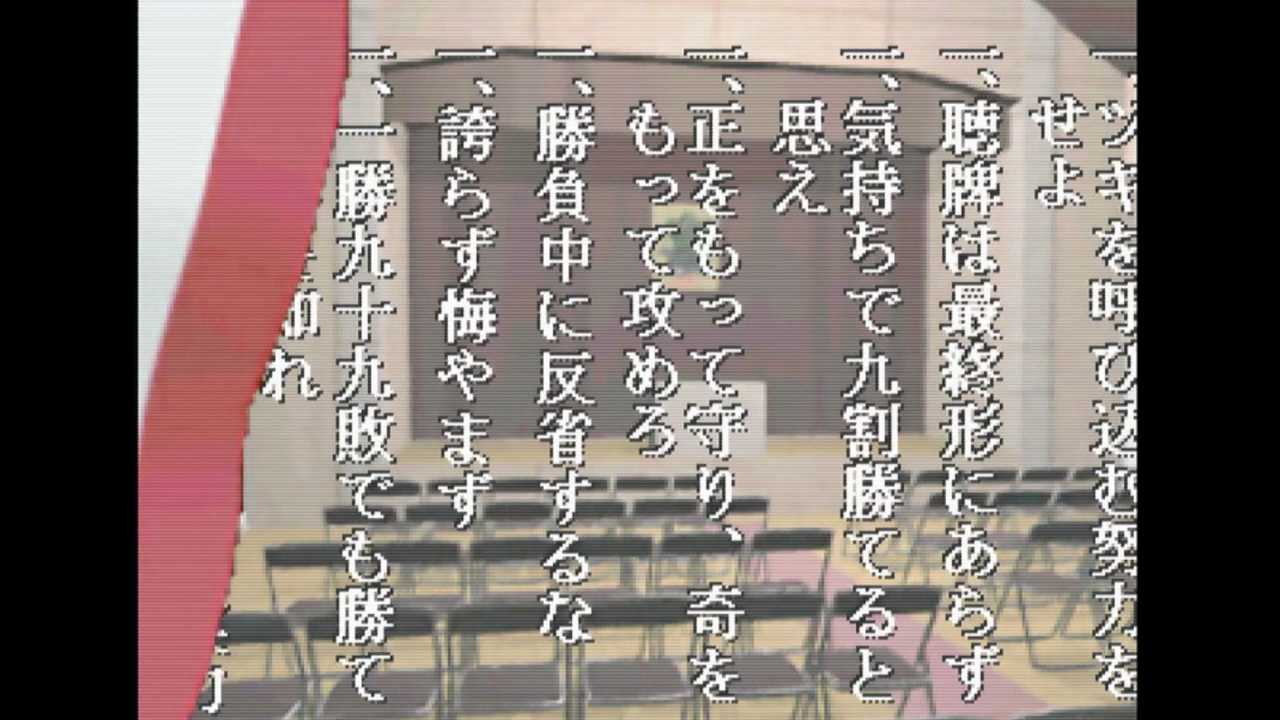 一、ツキを呼び込む努力を
せよ
一、聴牌は最終形にあらず
一、気持ちで九割勝てると
思え
一、正をもって守り、奇を
もって攻めろ
一、勝負中に反省するな
一、誇らず悔やまず
一、一勝九十九敗でも勝て
れ